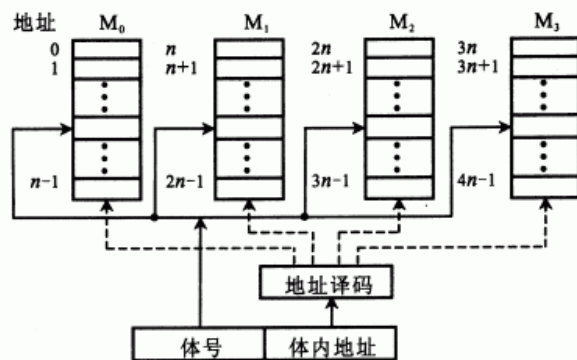 地址 M₀ M₁ M₂ M₃
0 n 2n 3n
1 n+1 2n+1 3n+1
n-1 2n-1 3n-1 4n-1
地址译码
体号 体内地址